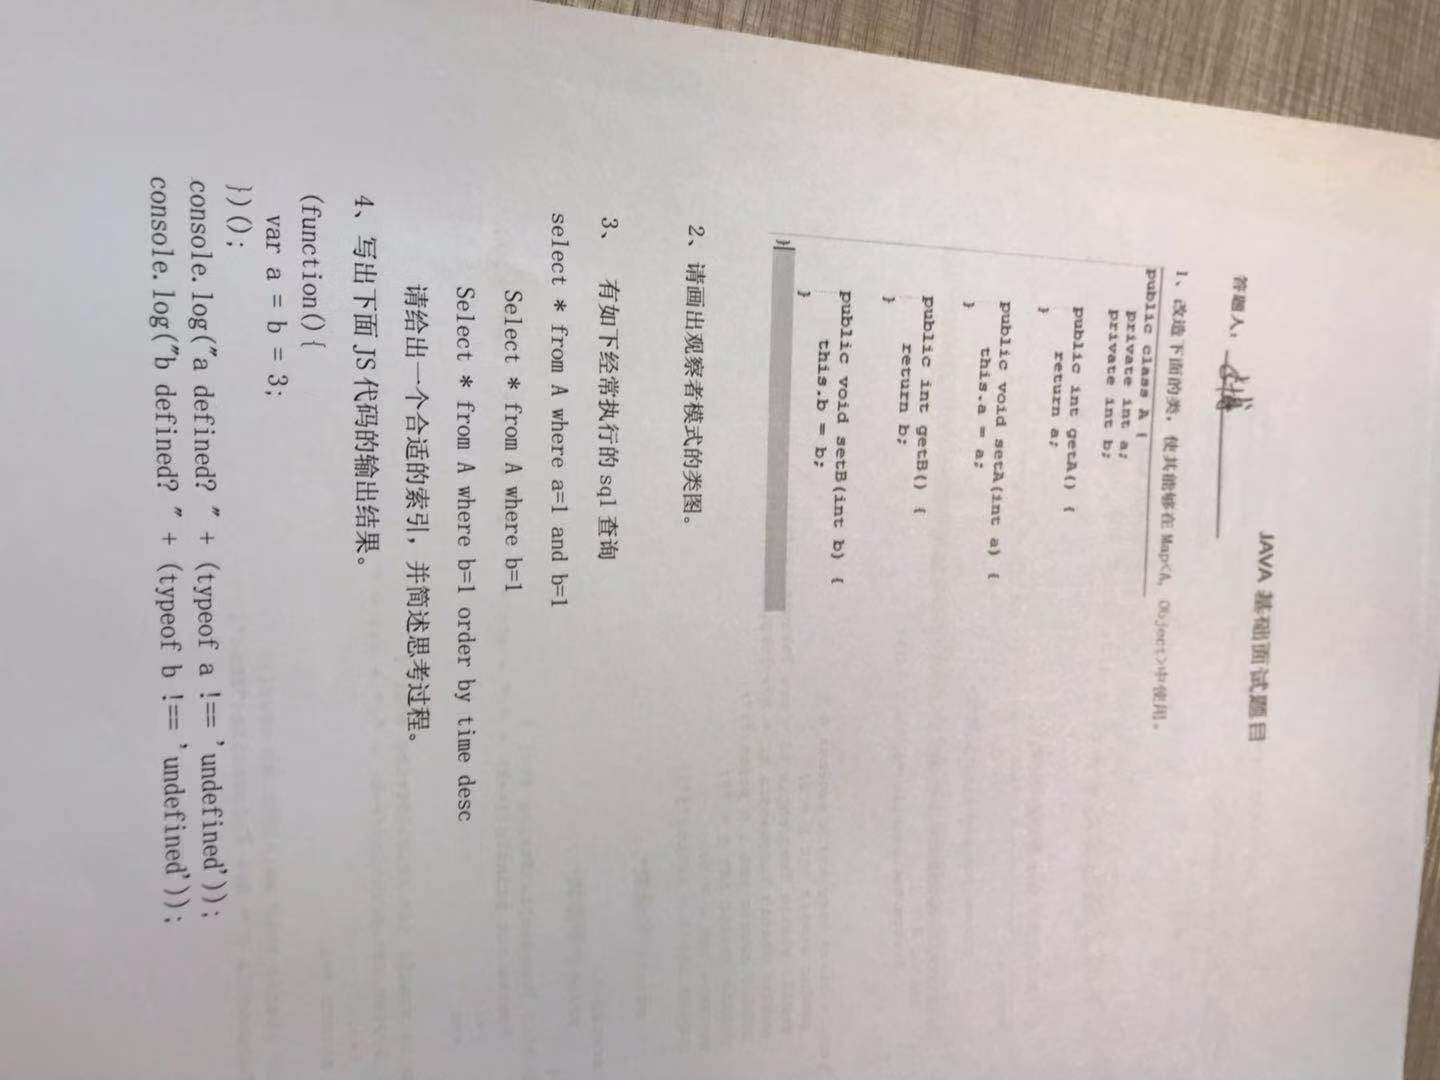 JAVA 基础面试题目
答题人:
1、改造下面的类，使其能够在 Map<A, Object>中使用。
public class A {
private int a;
private int b;
public int getA() {
return a;
}
public void setA(int a) {
this.a = a;
}
public int getB() {
return b;
}
public void setB(int b) {
this.b = b;
}
}
2、请画出观察者模式的类图。
3、 有如下经常执行的 sql 查询
select * from A where a=1 and b=1
Select * from A where b=1
Select * from A where b=1 order by time desc
请给出一个合适的索引，并简述思考过程。
4、写出下面 JS 代码的输出结果。
(function(){
var a = b = 3;
})();
console.log("a defined? " + (typeof a !== 'undefined'));
console.log("b defined? " + (typeof b !== 'undefined'));